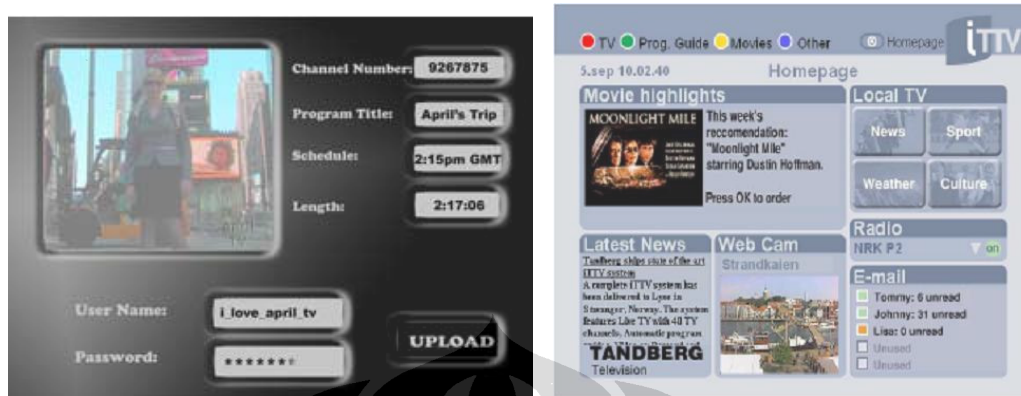 Channel Number: 9267875
Program Title: April's Trip
Schedule: 2:15pm GMT
Length: 2:17:06
User Name: i_love_april_tv
Password: *******
UPLOAD
iTTV
TV Prog. Guide Movies Other Homepage
5.sep 10.02.40 Homepage
Movie highlights
MOONLIGHT MILE
This week's
reccomendation:
"Moonlight Mile"
starring Dustin Hoffman.
Press OK to order
Local TV
News Sport
Weather Culture
Radio
NRK P2 on
Latest News
Tandberg ships state of the art
iTTV system
A complete iTTV system has
been delivered to Lyse in
Stavanger, Norway. The system
features Live TV with 40 TV
channels, Automatic program
TANDBERG
Television
Web Cam
Strandkaien
E-mail
Tommy: 6 unread
Johnny: 31 unread
Lisa: 0 unread
Unused
Unused